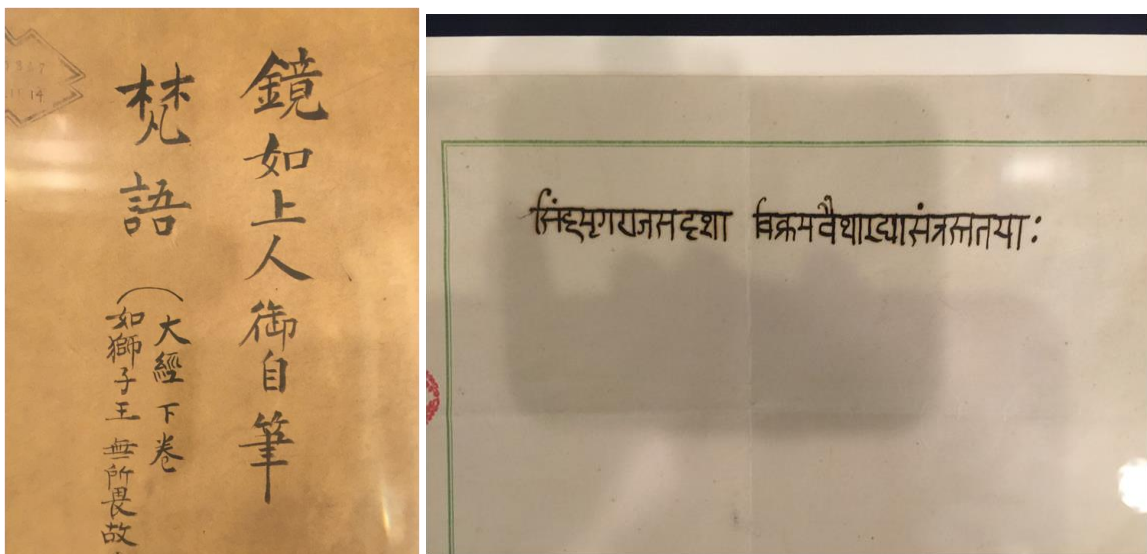 鏡如上人御自筆
梵語
（大經下巻
如獅子王無所畏故
सिंहमृगराजसदृशा विक्रमवैशारद्यासंत्रस्ततयाः